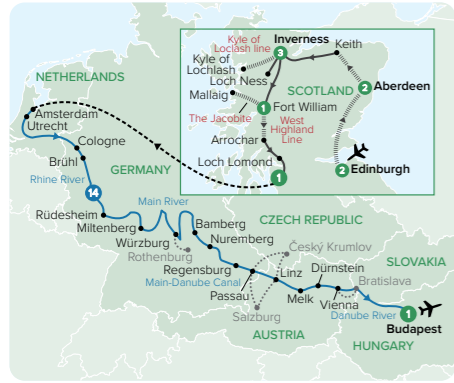 Kyle of
Lochlash line
Inverness
3
Keith
Kyle of
Lochlash
Loch Ness
SCOTLAND
Mallaig
Aberdeen
2
1
Fort William
The Jacobite
West
Highland
Line
Arrochar
Loch Lomond
1
2
Edinburgh
NETHERLANDS
Amsterdam
Utrecht
Cologne
Brühl
GERMANY
Rhine River
14
Main River
Rüdesheim
Miltenberg
Bamberg
CZECH REPUBLIC
Würzburg
Nuremberg
Rothenburg
Český Krumlov
Regensburg
Linz
Dürnstein
SLOVAKIA
Main-Danube Canal
Bratislava
Passau
Melk
Vienna
Danube River
1
Salzburg
Budapest
AUSTRIA
HUNGARY